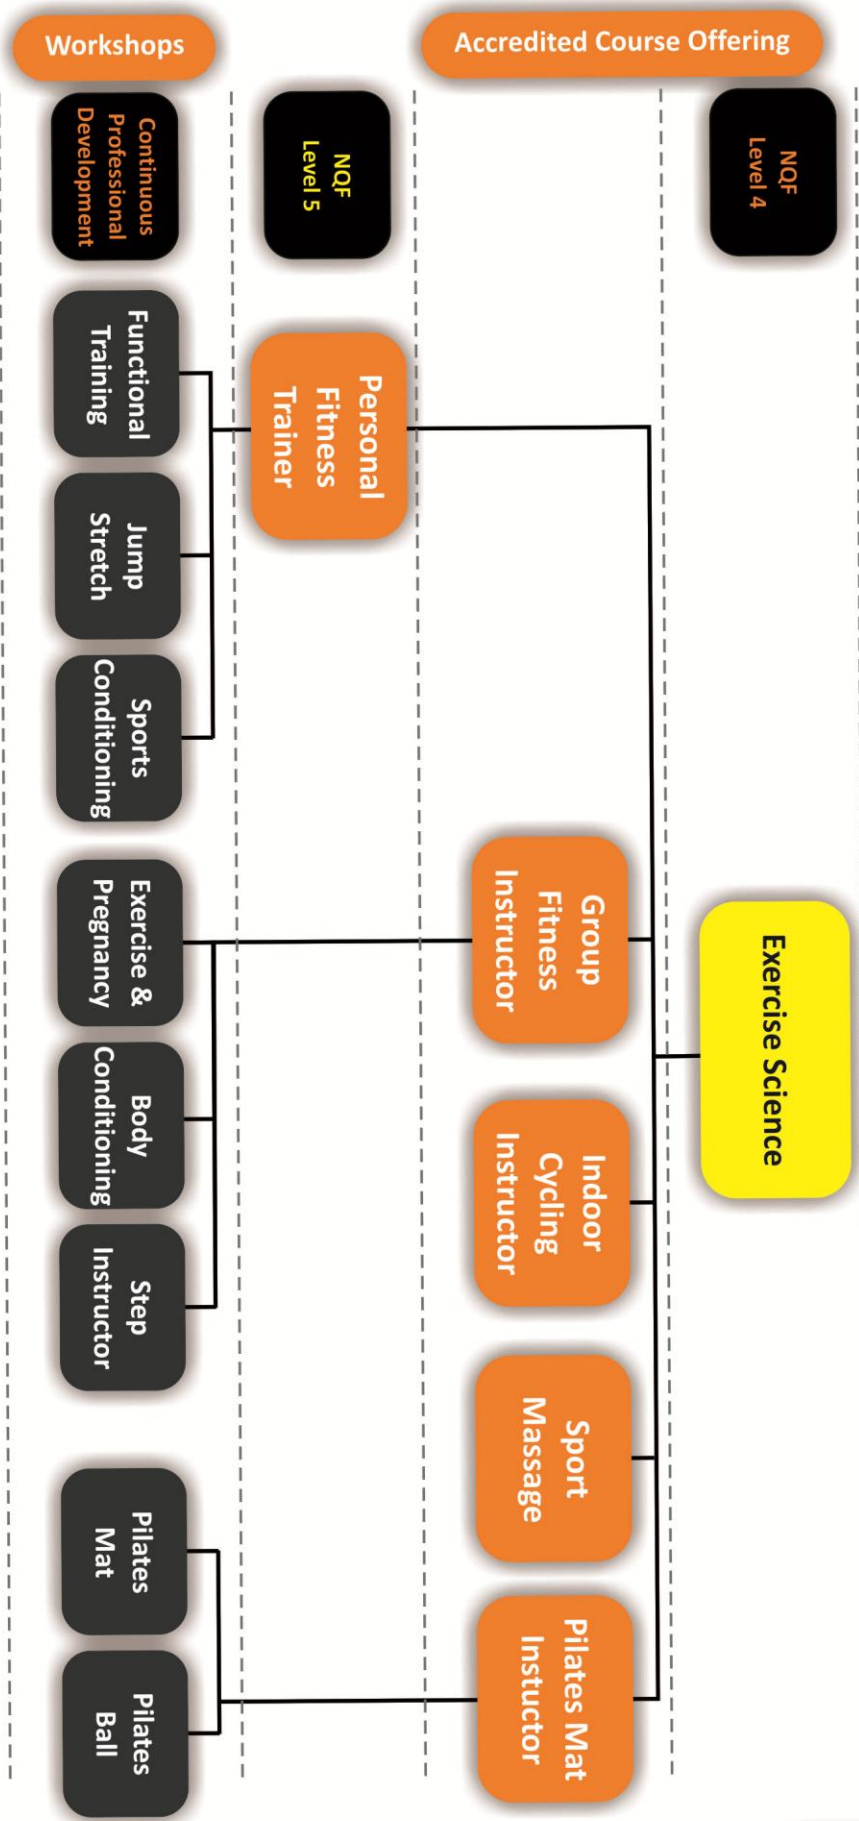 Accredited Course Offering
NQF
Level 4
Exercise Science
Group
Fitness
Instructor
Indoor
Cycling
Instructor
Sport
Massage
Pilates Mat
Instuctor
NQF
Level 5
Personal
Fitness
Trainer
Workshops
Continuous
Professional
Development
Functional
Training
Jump
Stretch
Sports
Conditioning
Exercise &
Pregnancy
Body
Conditioning
Step
Instructor
Pilates
Mat
Pilates
Ball